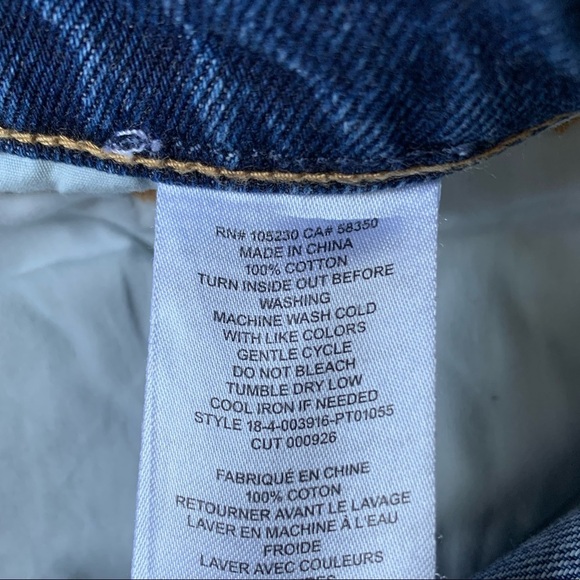 RN# 105230 CA# 58350
MADE IN CHINA
100% COTTON
TURN INSIDE OUT BEFORE
WASHING
MACHINE WASH COLD
WITH LIKE COLORS
GENTLE CYCLE
DO NOT BLEACH
TUMBLE DRY LOW
COOL IRON IF NEEDED
STYLE 18-4-003916-PT01055
CUT 000926
FABRIQUÉ EN CHINE
100% COTON
RETOURNER AVANT LE LAVAGE
LAVER EN MACHINE À L'EAU
FROIDE
LAVER AVEC COULEURS